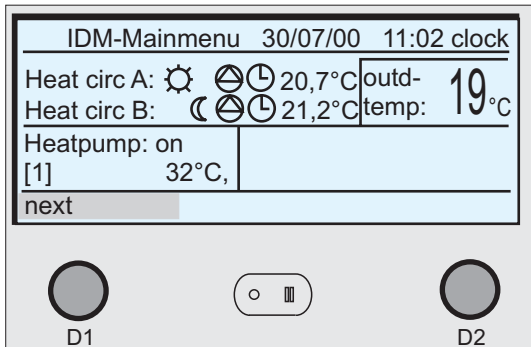 IDM-Mainmenu 30/07/00 11:02 clock
Heat circ A: 20,7°C
Heat circ B: 21,2°C
outd-
temp: 19°C
Heatpump: on
[1] 32°C,
next
D1 D2